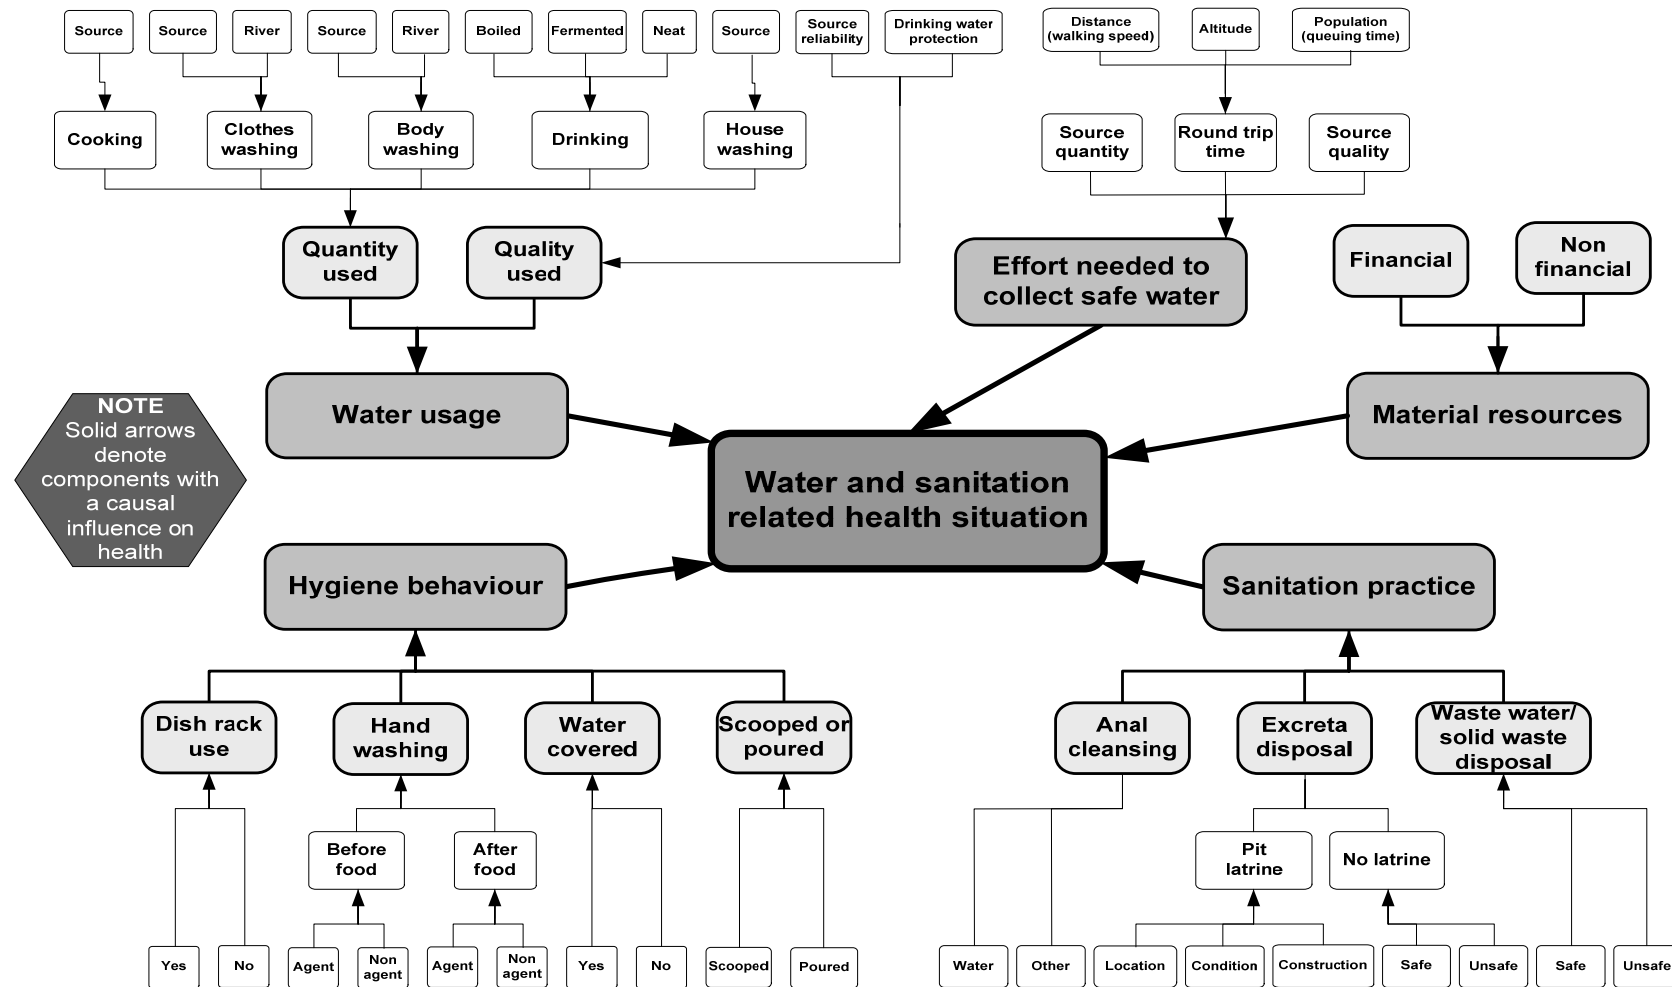 Source
Source
River
Source
River
Boiled
Fermented
Neat
Source
Source
reliability
Drinking water
protection
Distance
(walking speed)
Altitude
Population
(queuing time)
Cooking
Clothes
washing
Body
washing
Drinking
House
washing
Source
quantity
Round trip
time
Source
quality
Quantity
used
Quality
used
Effort needed to
collect safe water
Financial
Non
financial
Water usage
Material resources
NOTE
Solid arrows
denote
components with
a causal
influence on
health
Water and sanitation
related health situation
Hygiene behaviour
Sanitation practice
Dish rack
use
Hand
washing
Water
covered
Scooped or
poured
Anal
cleansing
Excreta
disposal
Waste water/
solid waste
disposal
Before
food
After
food
Pit
latrine
No latrine
Yes
No
Agent
Non
agent
Agent
Non
agent
Yes
No
Scooped
Poured
Water
Other
Location
Condition
Construction
Safe
Unsafe
Safe
Unsafe